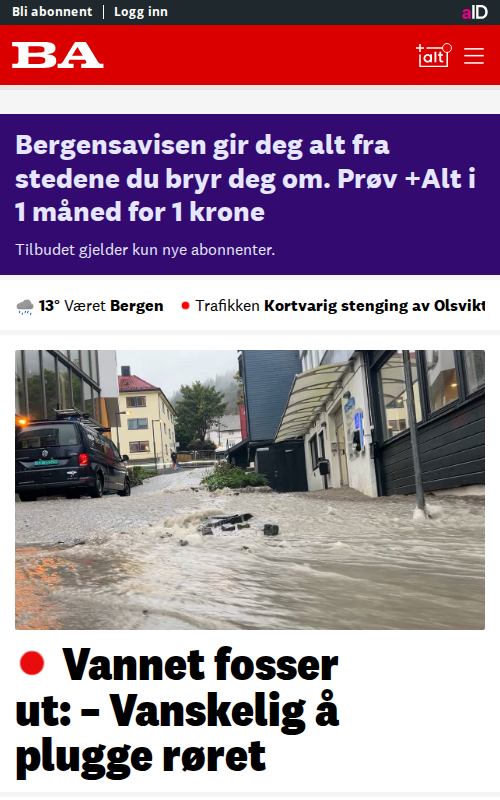 Bli abonnent | Logg inn
aID
BA
+alt
Bergensavisen gir deg alt fra
stedene du bryr deg om. Prøv +Alt i
1 måned for 1 krone
Tilbudet gjelder kun nye abonnenter.
13° Været Bergen Trafikken Kortvarig stenging av Olsvikt
Vannet fosser
ut: – Vanskelig å
plugge røret